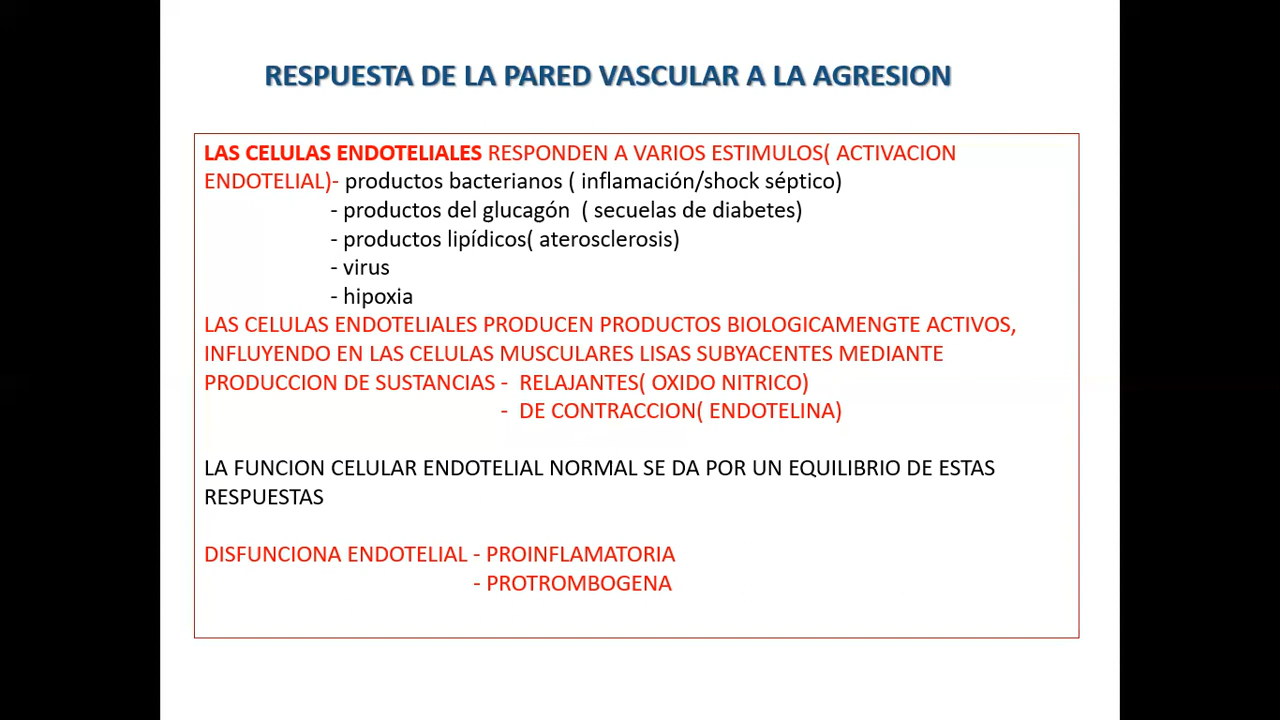 RESPUESTA DE LA PARED VASCULAR A LA AGRESION
LAS CELULAS ENDOTELIALES RESPONDEN A VARIOS ESTIMULOS( ACTIVACION
ENDOTELIAL)- productos bacterianos ( inflamación/shock séptico)
- productos del glucagón  ( secuelas de diabetes)
- productos lipídicos( aterosclerosis)
- virus
- hipoxia
LAS CELULAS ENDOTELIALES PRODUCEN PRODUCTOS BIOLOGICAMENGTE ACTIVOS,
INFLUYENDO EN LAS CELULAS MUSCULARES LISAS SUBYACENTES MEDIANTE
PRODUCCION DE SUSTANCIAS -  RELAJANTES( OXIDO NITRICO)
-  DE CONTRACCION( ENDOTELINA)
LA FUNCION CELULAR ENDOTELIAL NORMAL SE DA POR UN EQUILIBRIO DE ESTAS
RESPUESTAS
DISFUNCIONA ENDOTELIAL - PROINFLAMATORIA
- PROTROMBOGENA